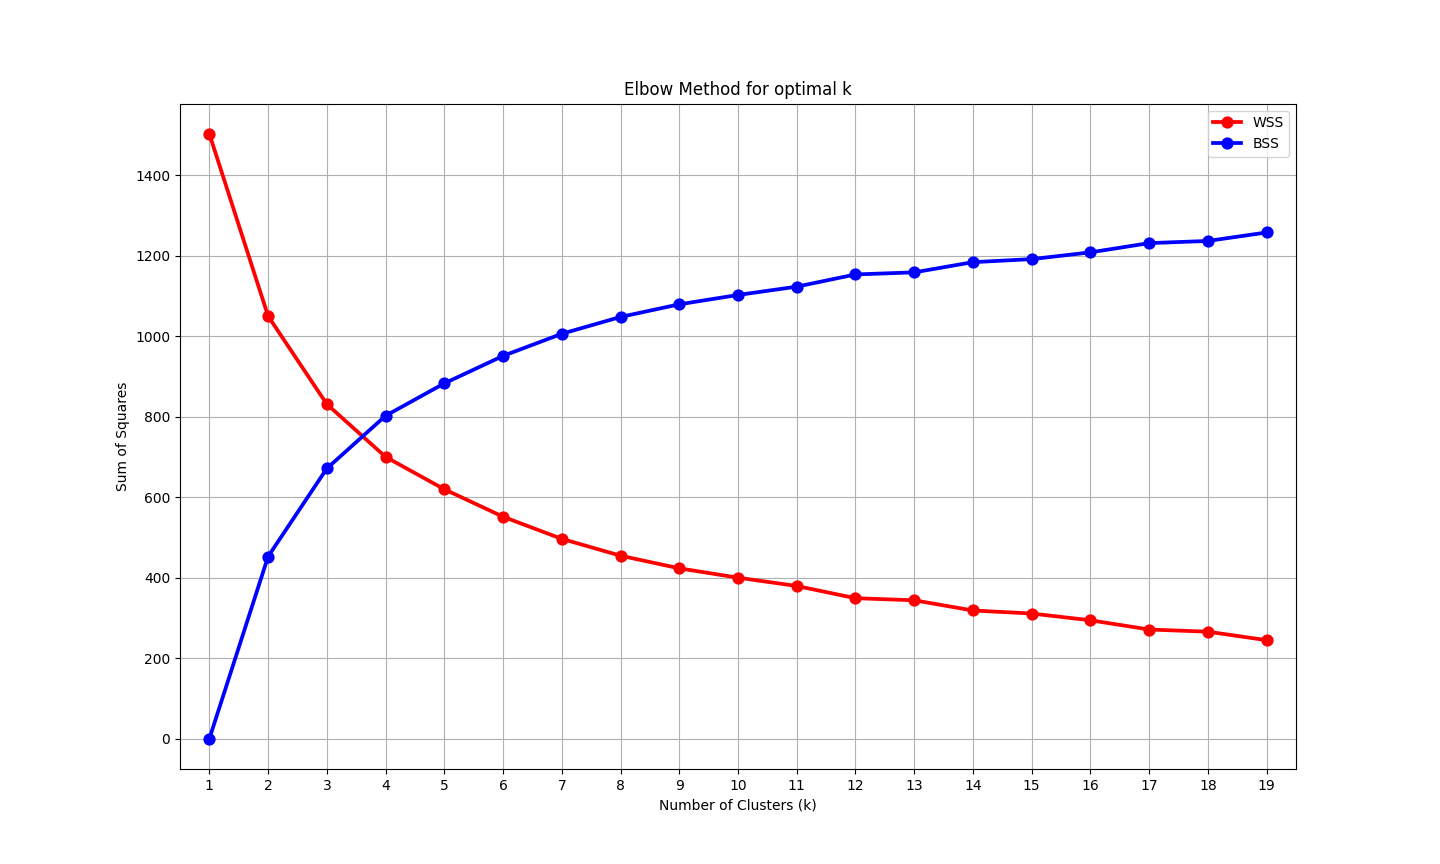 Elbow Method for optimal k
WSS
BSS
1400
1200
1000
800
600
400
200
0
Sum of Squares
1 2 3 4 5 6 7 8 9 10 11 12 13 14 15 16 17 18 19
Number of Clusters (k)